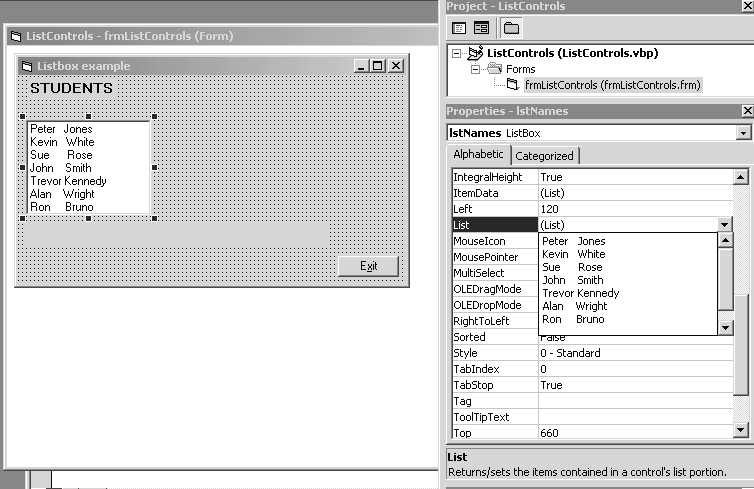 ListControls - frmListControls (Form)
Listbox example
STUDENTS
Peter Jones
Kevin White
Sue Rose
John Smith
Trevor Kennedy
Alan Wright
Ron Bruno
Exit
Project - ListControls
ListControls (ListControls.vbp)
Forms
frmListControls (frmListControls.frm)
Properties - lstNames
lstNames ListBox
Alphabetic Categorized
IntegralHeight True
ItemData (List)
Left 120
List (List)
MouseIcon
MousePointer
MultiSelect
OLEDragMode
OLEDropMode
RightToLeft
Peter Jones
Kevin White
Sue Rose
John Smith
Trevor Kennedy
Alan Wright
Ron Bruno
Sorted False
Style 0 - Standard
TabIndex 0
TabStop True
Tag
ToolTipText
Top 660
List
Returns/sets the items contained in a control's list portion.